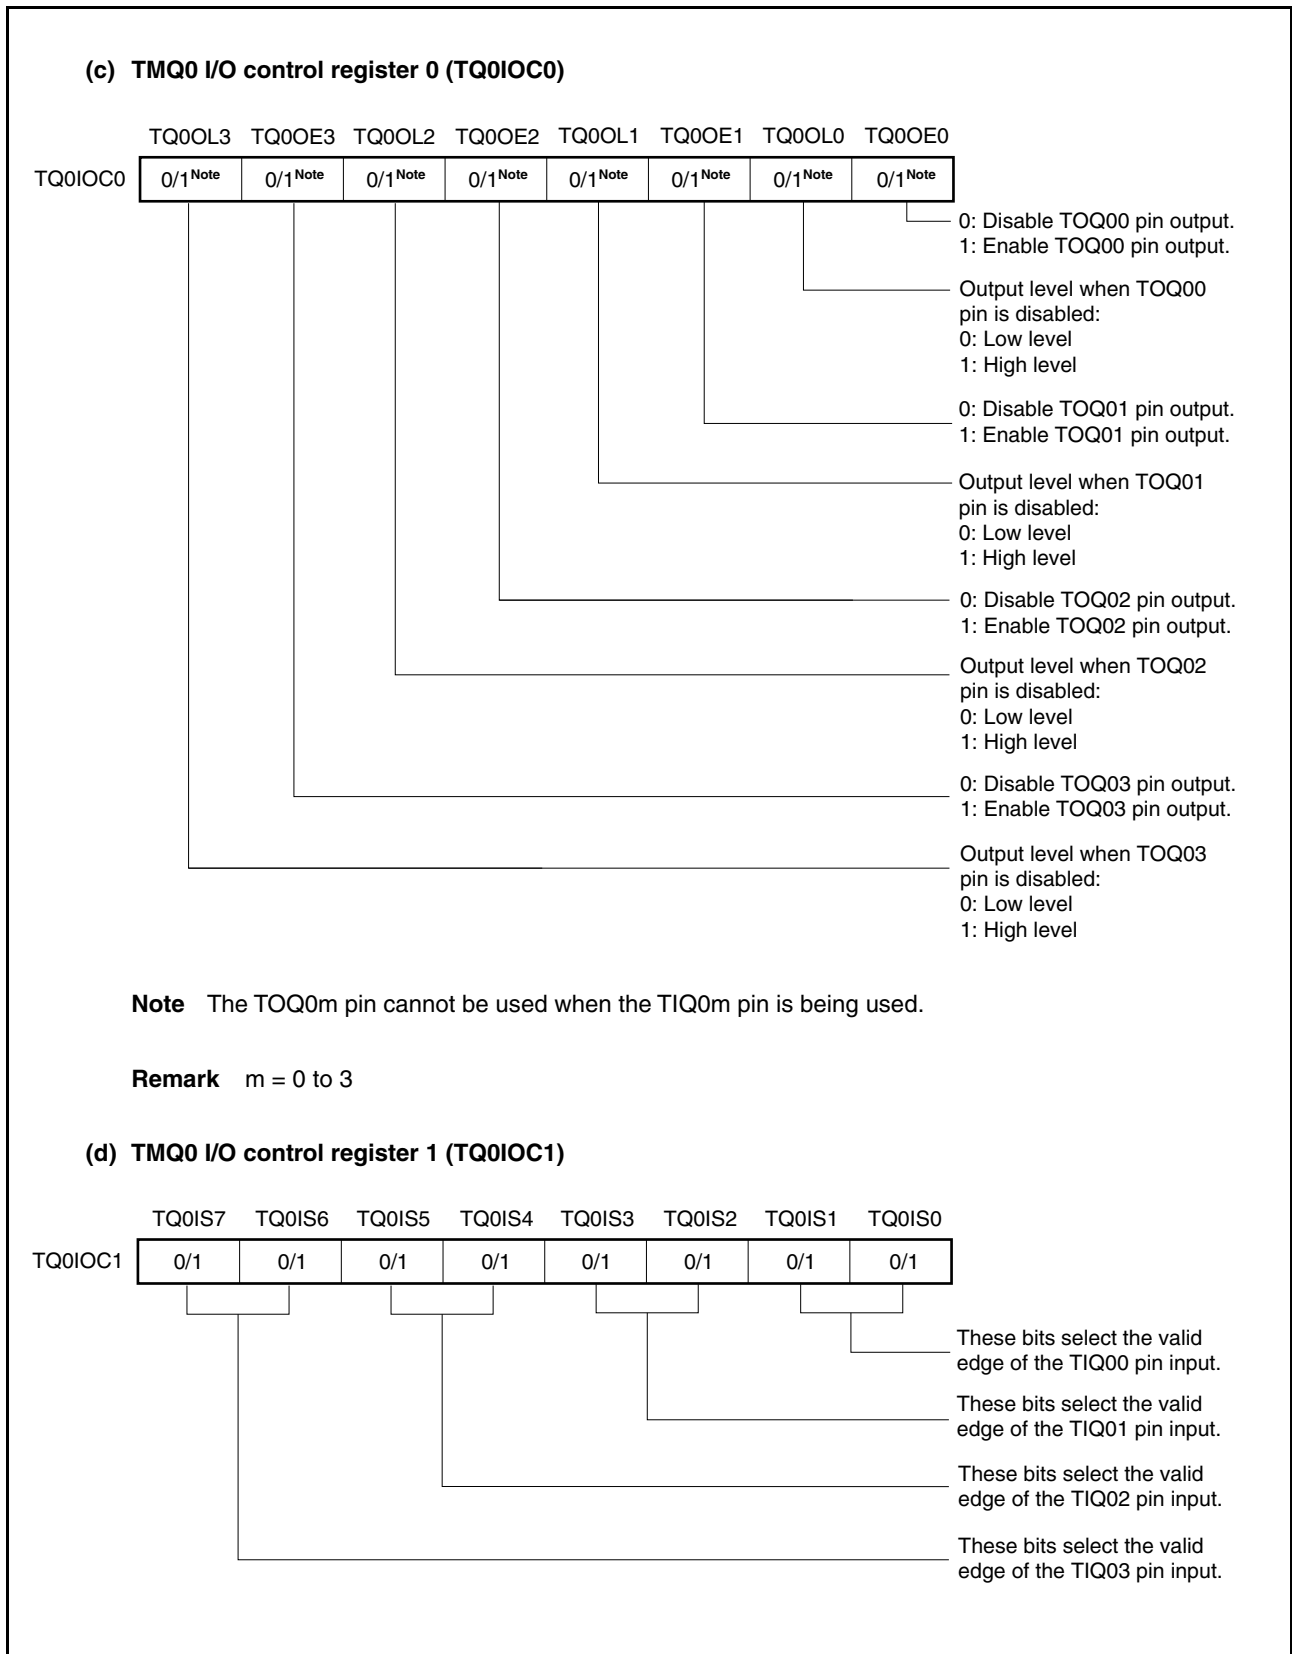 (c) TMQ0 I/O control register 0 (TQ0IOC0)
TQ0OL3 TQ0OE3 TQ0OL2 TQ0OE2 TQ0OL1 TQ0OE1 TQ0OL0 TQ0OE0
TQ0IOC0 0/1Note 0/1Note 0/1Note 0/1Note 0/1Note 0/1Note 0/1Note 0/1Note
0: Disable TOQ00 pin output.
1: Enable TOQ00 pin output.
Output level when TOQ00
pin is disabled:
0: Low level
1: High level
0: Disable TOQ01 pin output.
1: Enable TOQ01 pin output.
Output level when TOQ01
pin is disabled:
0: Low level
1: High level
0: Disable TOQ02 pin output.
1: Enable TOQ02 pin output.
Output level when TOQ02
pin is disabled:
0: Low level
1: High level
0: Disable TOQ03 pin output.
1: Enable TOQ03 pin output.
Output level when TOQ03
pin is disabled:
0: Low level
1: High level
Note The TOQ0m pin cannot be used when the TIQ0m pin is being used.
Remark m = 0 to 3
(d) TMQ0 I/O control register 1 (TQ0IOC1)
TQ0IS7 TQ0IS6 TQ0IS5 TQ0IS4 TQ0IS3 TQ0IS2 TQ0IS1 TQ0IS0
TQ0IOC1 0/1 0/1 0/1 0/1 0/1 0/1 0/1 0/1
These bits select the valid
edge of the TIQ00 pin input.
These bits select the valid
edge of the TIQ01 pin input.
These bits select the valid
edge of the TIQ02 pin input.
These bits select the valid
edge of the TIQ03 pin input.